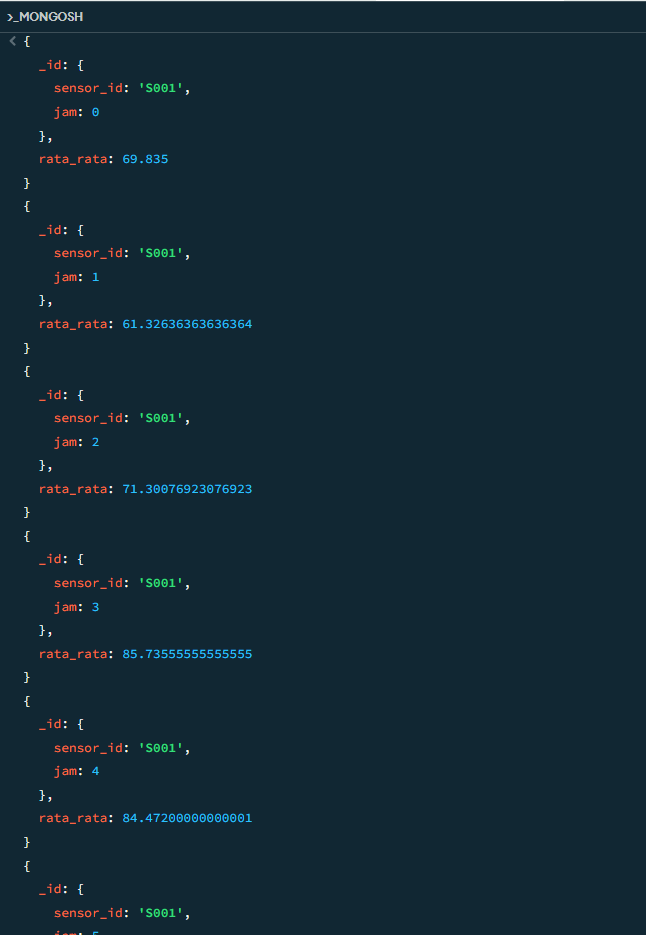 >_MONGOSH
< {
_id: {
sensor_id: 'S001',
jam: 0
},
rata_rata: 69.835
}
{
_id: {
sensor_id: 'S001',
jam: 1
},
rata_rata: 61.32636363636364
}
{
_id: {
sensor_id: 'S001',
jam: 2
},
rata_rata: 71.30076923076923
}
{
_id: {
sensor_id: 'S001',
jam: 3
},
rata_rata: 85.73555555555555
}
{
_id: {
sensor_id: 'S001',
jam: 4
},
rata_rata: 84.47200000000001
}
{
_id: {
sensor_id: 'S001',
jam: 5